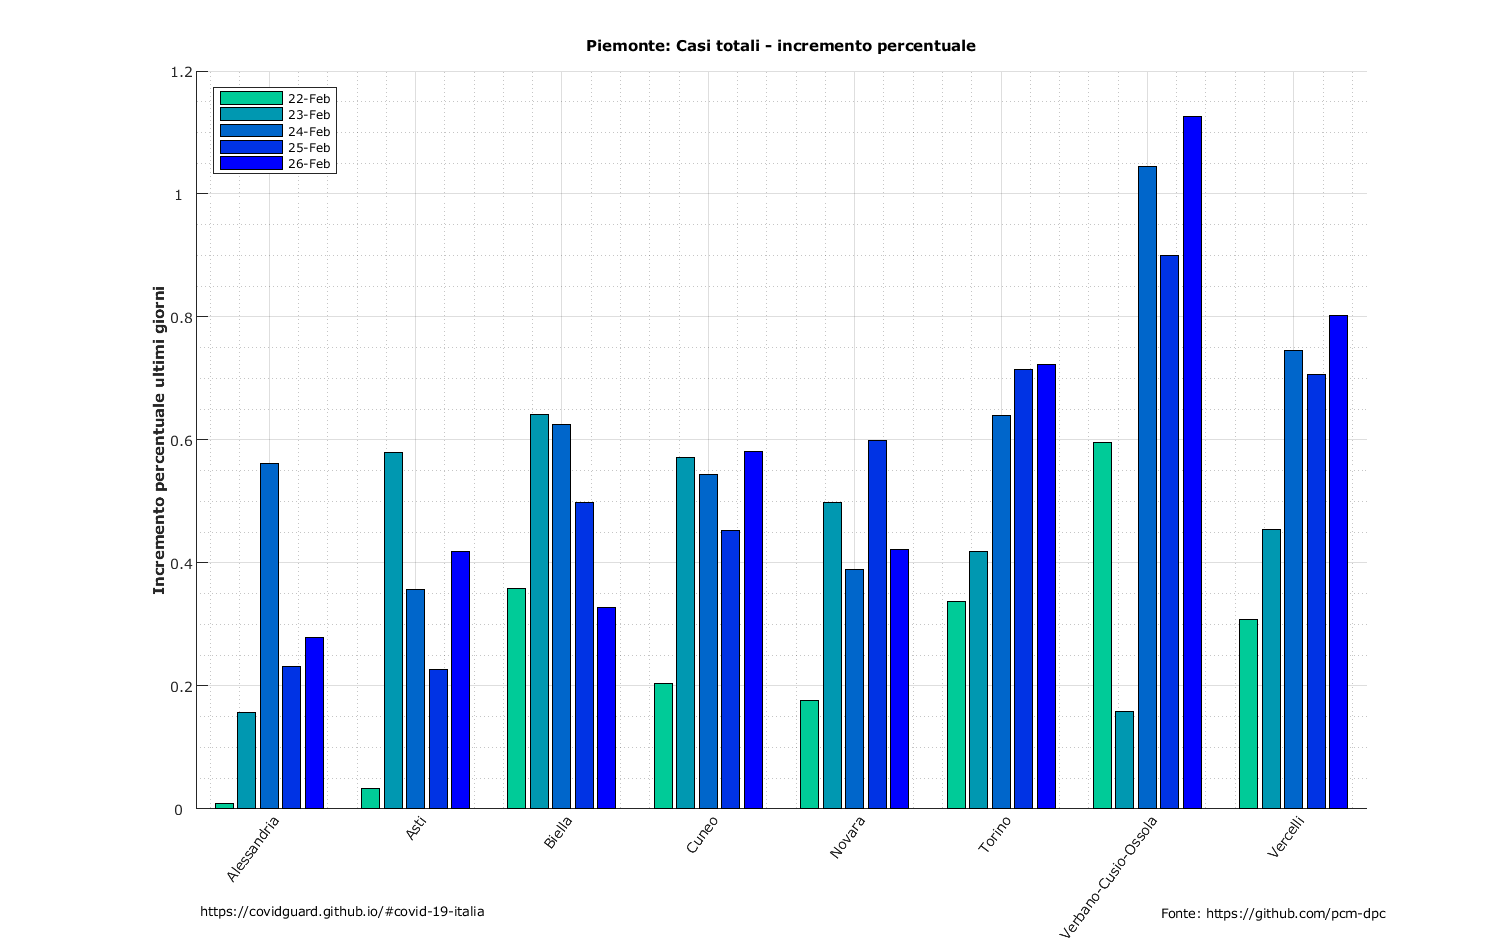 Piemonte: Casi totali - incremento percentuale
22-Feb
23-Feb
24-Feb
25-Feb
26-Feb
Incremento percentuale ultimi giorni
1.2
1
0.8
0.6
0.4
0.2
0
Alessandria
Asti
Biella
Cuneo
Novara
Torino
Verbano-Cusio-Ossola
Vercelli
https://covidguard.github.io/#covid-19-italia
Fonte: https://github.com/pcm-dpc